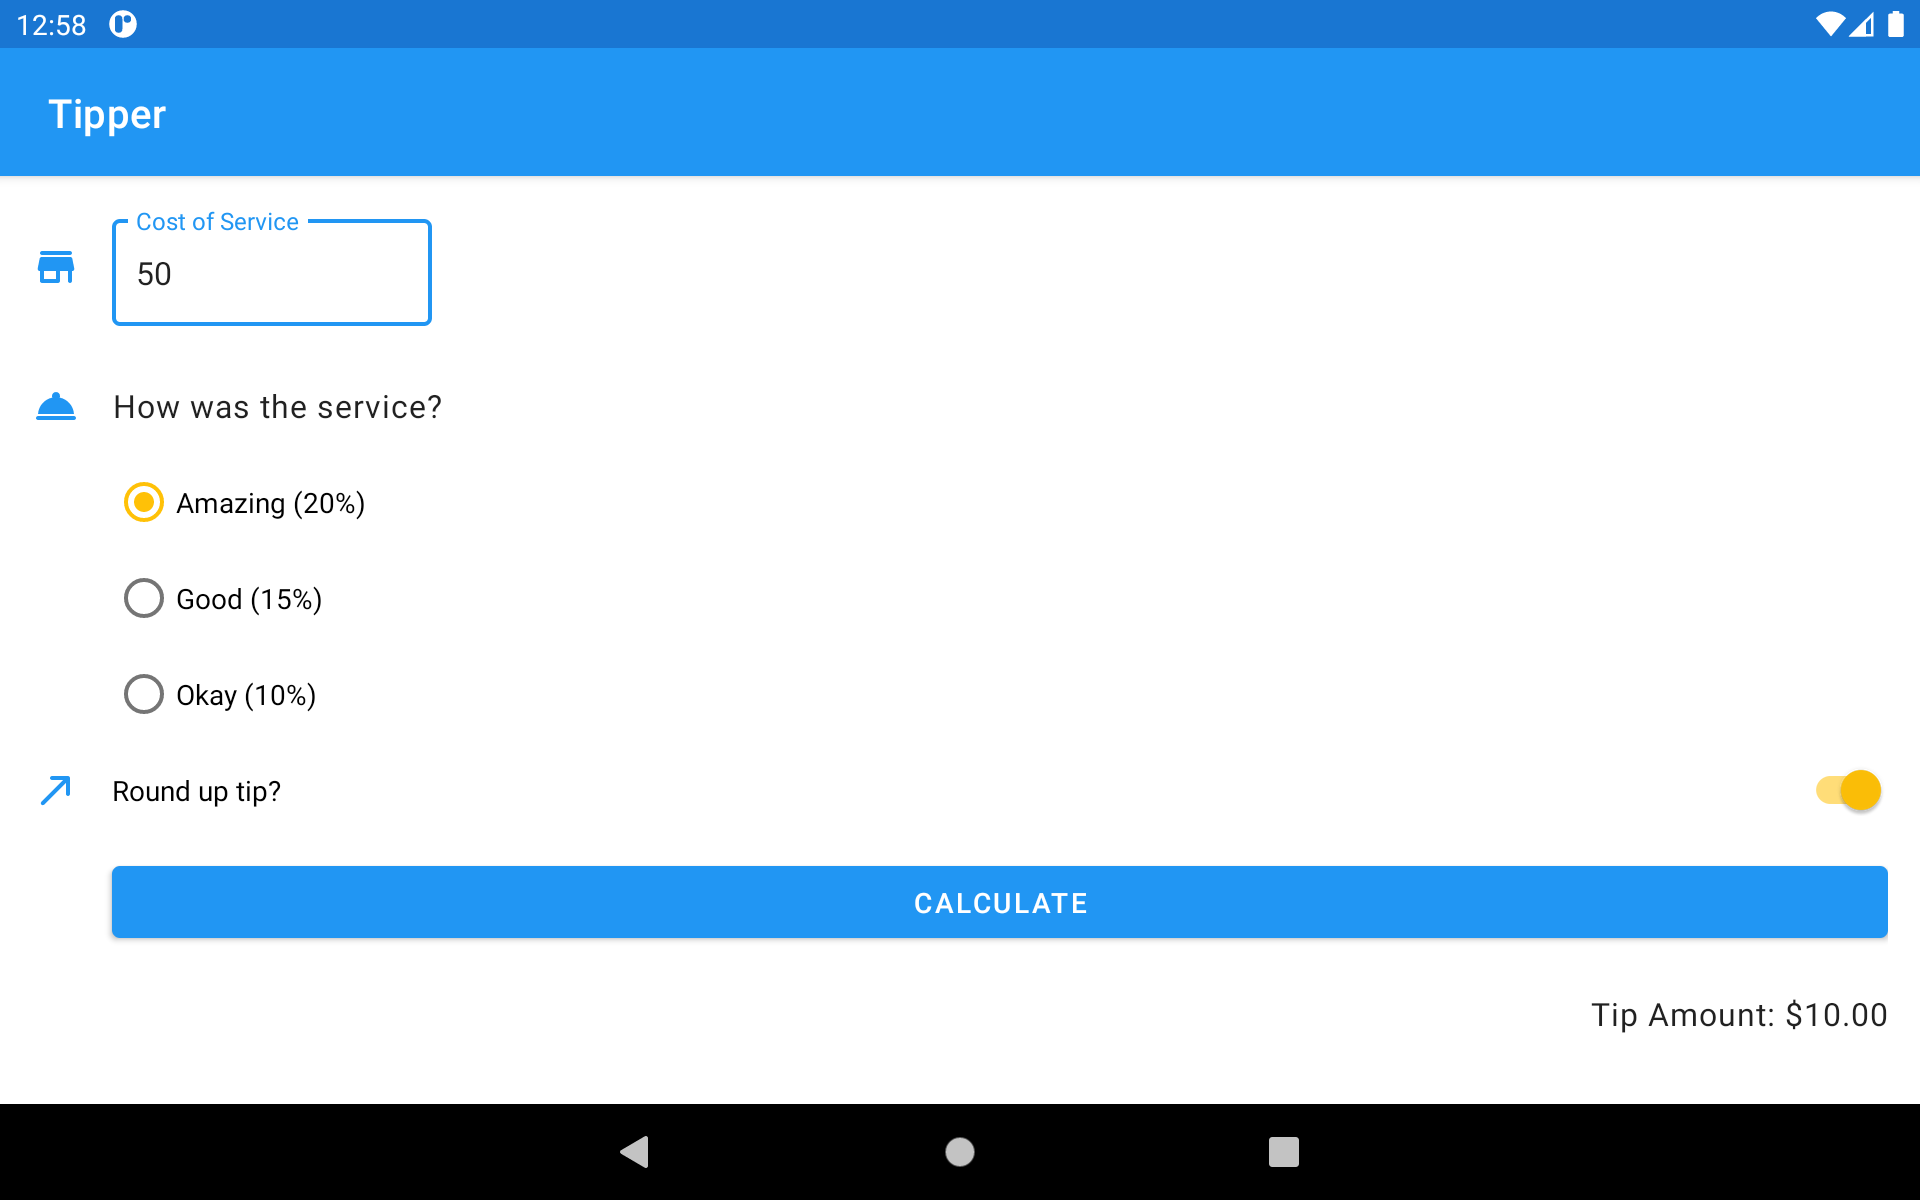 12:58
Tipper
Cost of Service
50
How was the service?
Amazing (20%)
Good (15%)
Okay (10%)
Round up tip?
CALCULATE
Tip Amount: $10.00